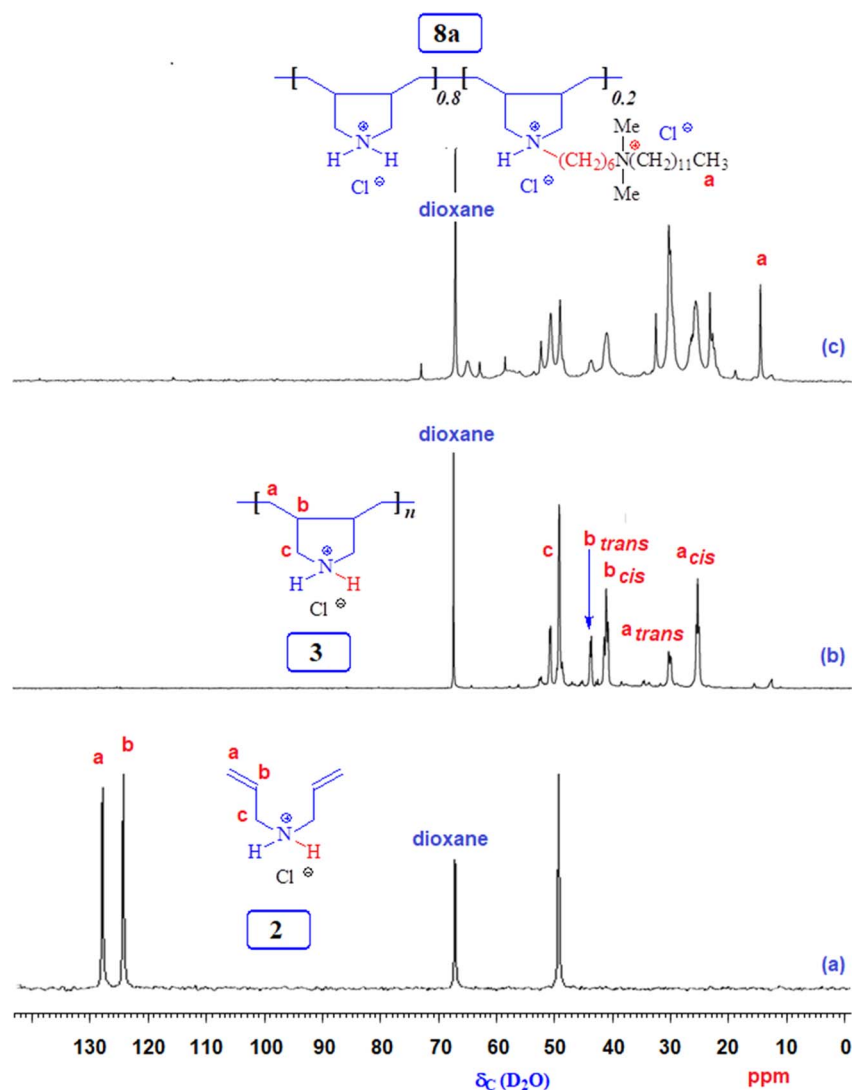 8a
[ ]0.8 [ ]0.2
N⊕ N⊕ Me Cl⊖
H H H (CH2)6N⊕(CH2)11CH3
Cl⊖ Cl⊖ Me a
dioxane
a
(c)
dioxane
a
b
[ ]n
c
N⊕
H H
Cl⊖
3
c
b trans
b cis
a trans
a cis
(b)
a
b
a
b
c
N⊕
H H
Cl⊖
2
dioxane
(a)
130 120 110 100 90 80 70 60 50 40 30 20 10 0
δC (D2O)
ppm